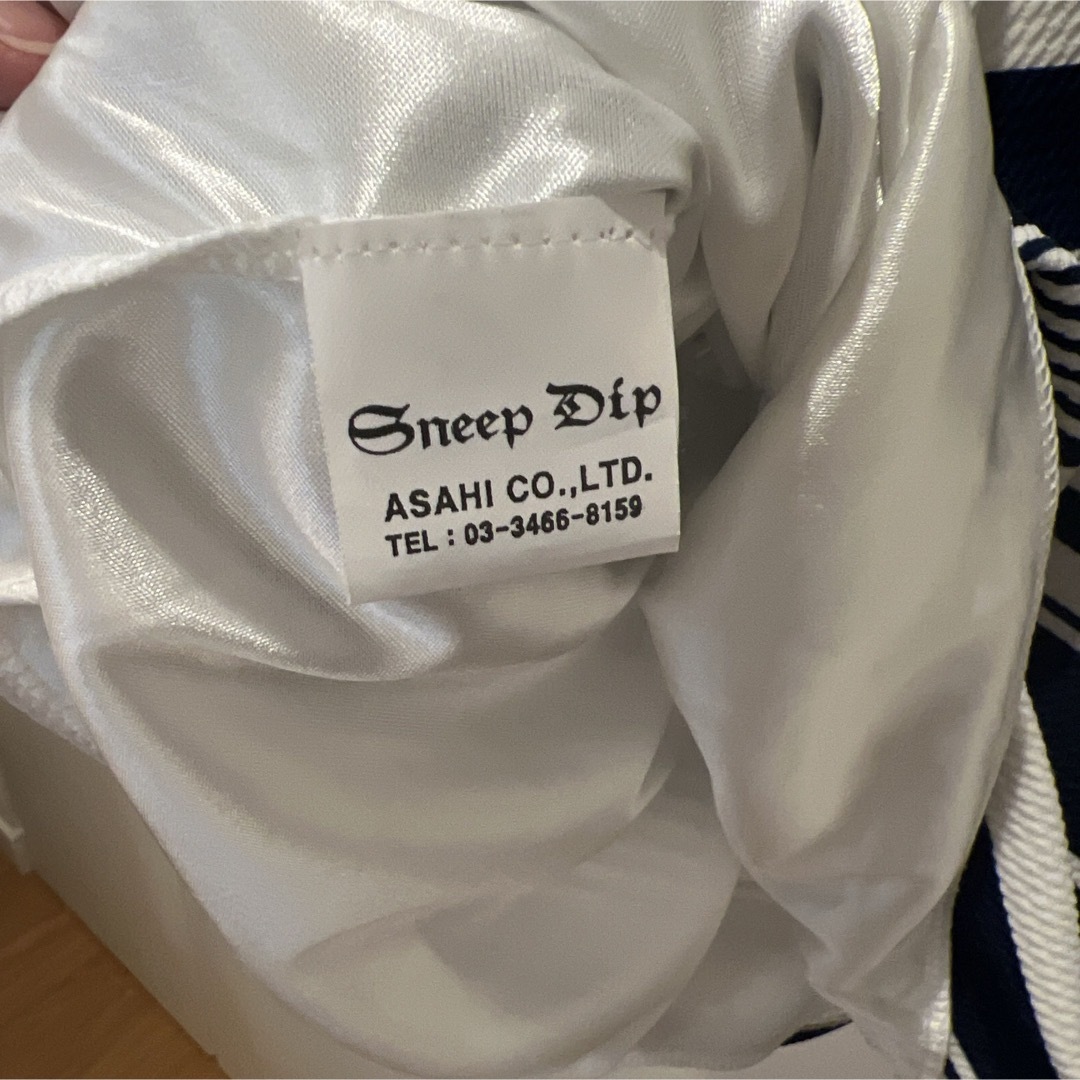 Sneep Dip
ASAHI CO.,LTD.
TEL : 03-3466-8159